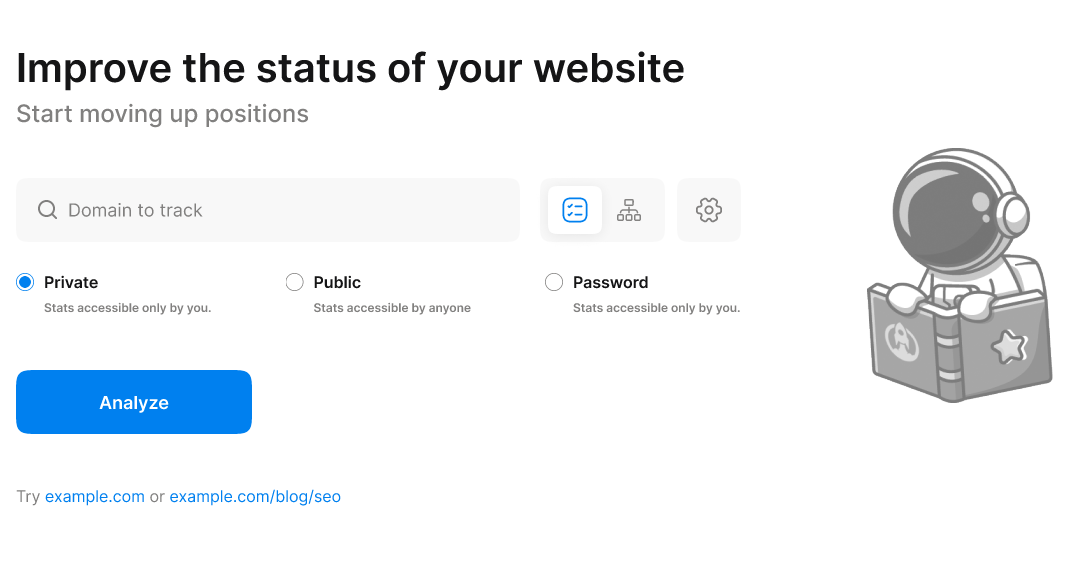 Improve the status of your website
Start moving up positions
Domain to track
Private
Stats accessible only by you.
Public
Stats accessible by anyone
Password
Stats accessible only by you.
Analyze
Try example.com or example.com/blog/seo